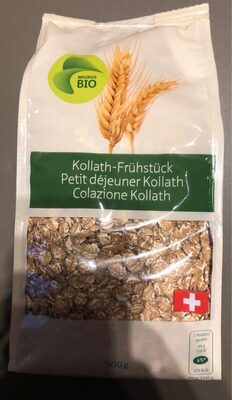 MIGROS
BIO
Kollath-Frühstück
Petit déjeuner Kollath
Colazione Kollath
500g